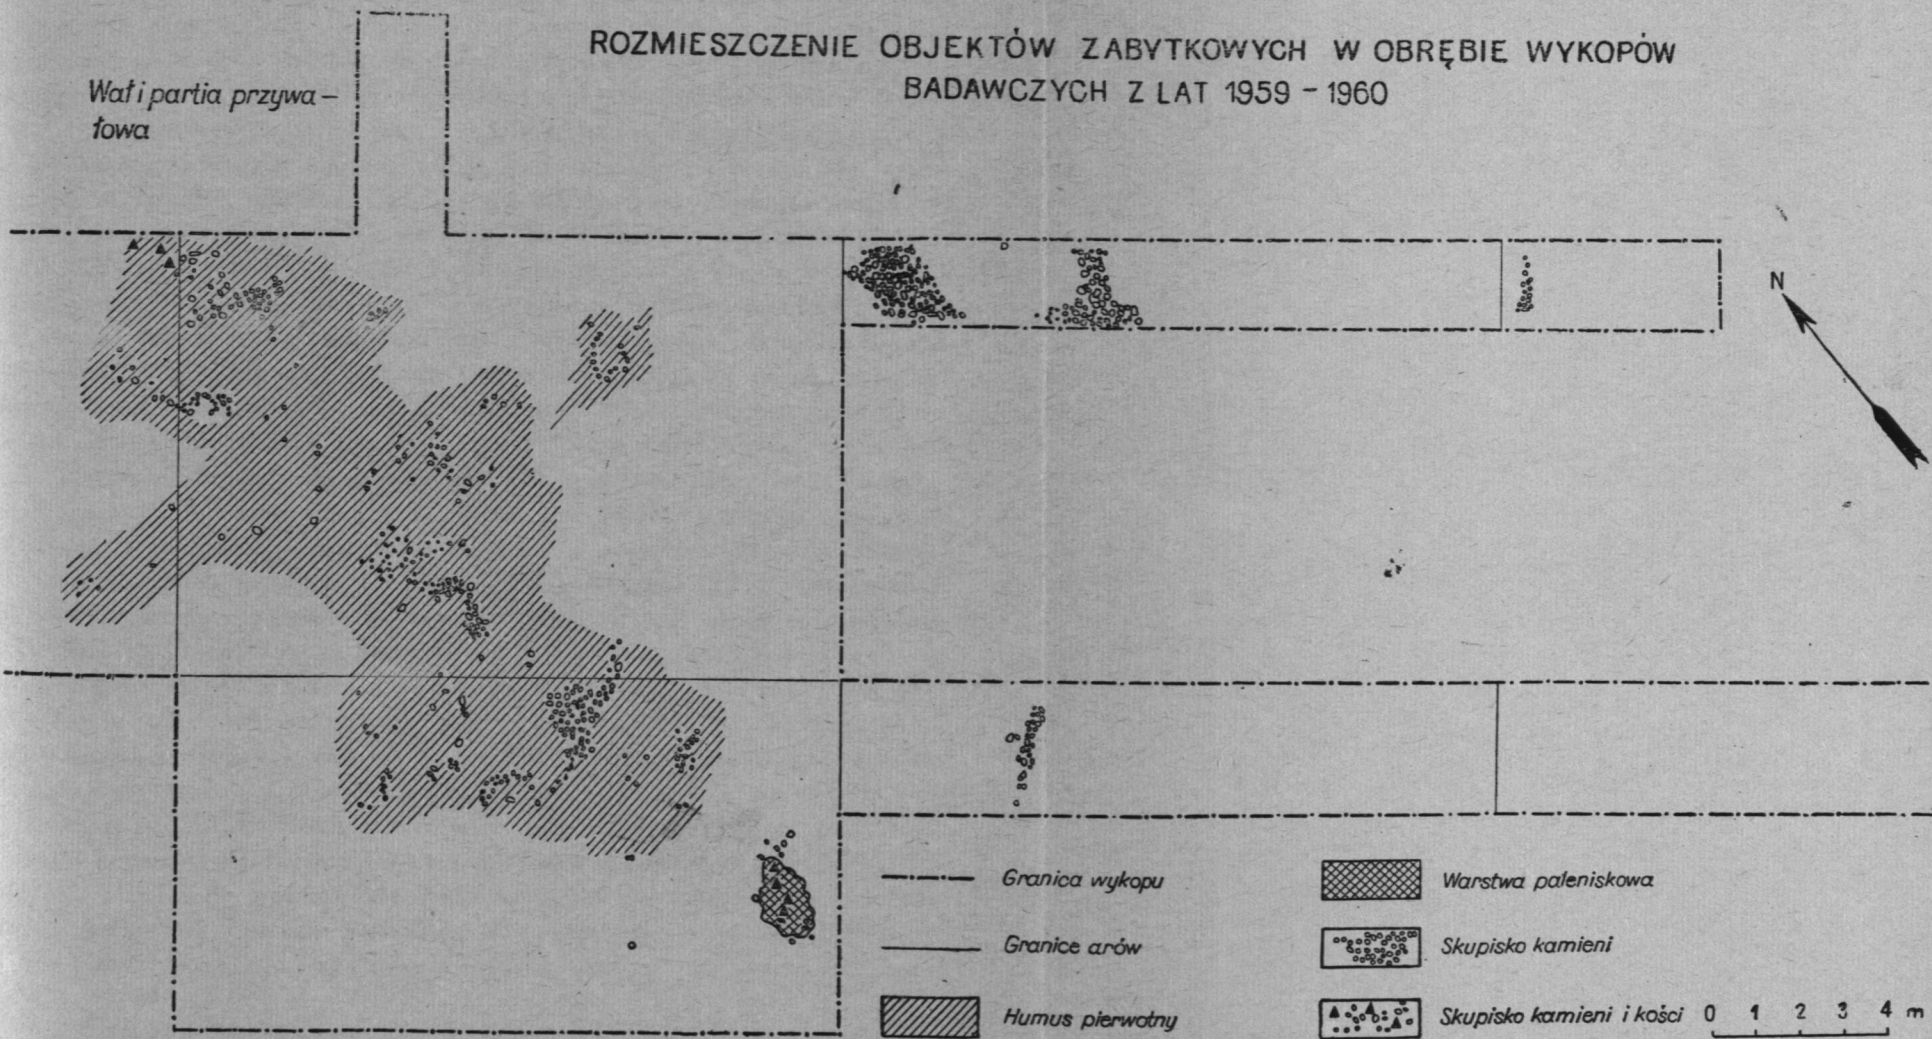 ROZMIESZCZENIE OBJEKTÓW ZABYTKOWYCH W OBRĘBIE WYKOPÓW
BADAWCZYCH Z LAT 1959 – 1960
Wał i partia przywa–
łowa
N
Granica wykopu
Granice arów
Humus pierwotny
Warstwa paleniskowa
Skupisko kamieni
Skupisko kamieni i kości
0 1 2 3 4 m